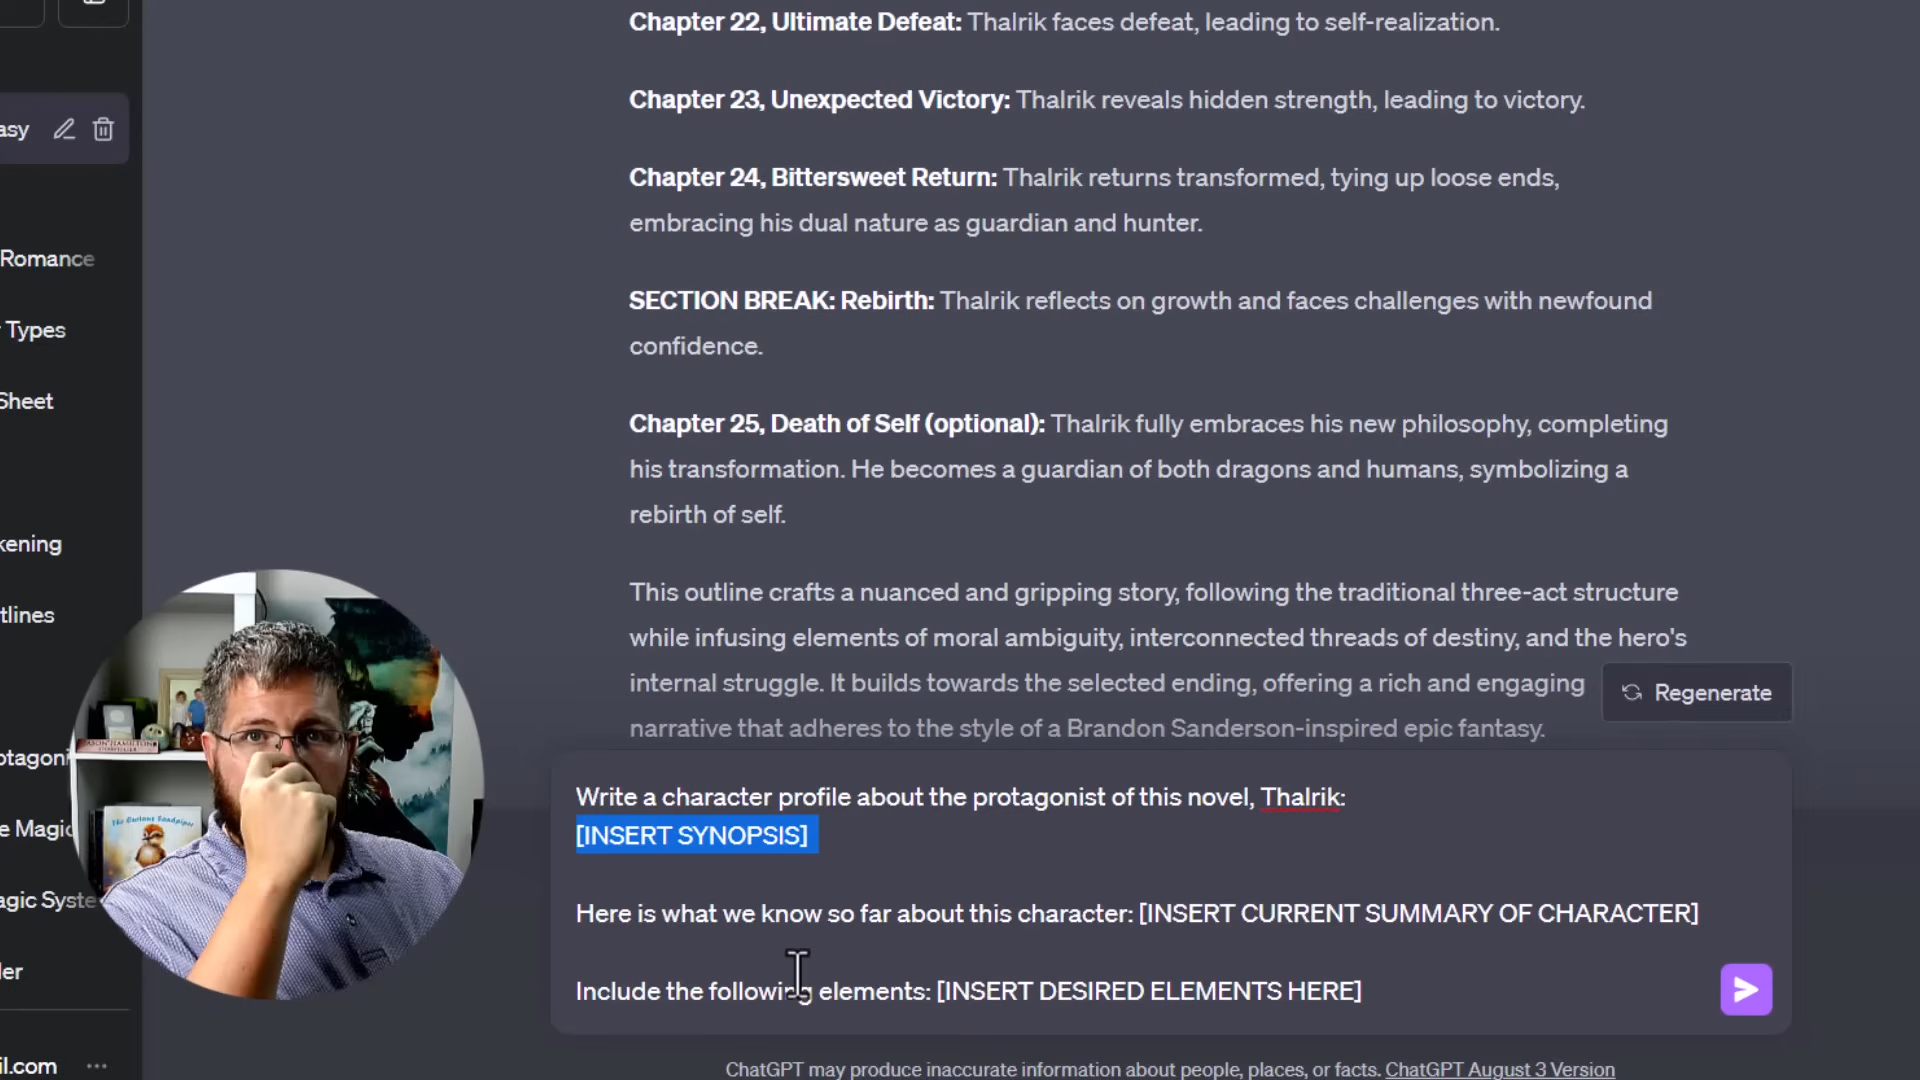 Chapter 22, Ultimate Defeat: Thalrik faces defeat, leading to self-realization.
Chapter 23, Unexpected Victory: Thalrik reveals hidden strength, leading to victory.
asy
Chapter 24, Bittersweet Return: Thalrik returns transformed, tying up loose ends,
embracing his dual nature as guardian and hunter.
Romance
SECTION BREAK: Rebirth: Thalrik reflects on growth and faces challenges with newfound
confidence.
Types
Sheet
Chapter 25, Death of Self (optional): Thalrik fully embraces his new philosophy, completing
his transformation. He becomes a guardian of both dragons and humans, symbolizing a
rebirth of self.
kening
tlines
This outline crafts a nuanced and gripping story, following the traditional three-act structure
while infusing elements of moral ambiguity, interconnected threads of destiny, and the hero's
internal struggle. It builds towards the selected ending, offering a rich and engaging
narrative that adheres to the style of a Brandon Sanderson-inspired epic fantasy.
Regenerate
otagoni
e Magic
agic Syste
ler
il.com
JASON HAMILTON
The Curious Sandpiper
Write a character profile about the protagonist of this novel, Thalrik:
[INSERT SYNOPSIS]
Here is what we know so far about this character: [INSERT CURRENT SUMMARY OF CHARACTER]
Include the following elements: [INSERT DESIRED ELEMENTS HERE]
ChatGPT may produce inaccurate information about people, places, or facts. ChatGPT August 3 Version